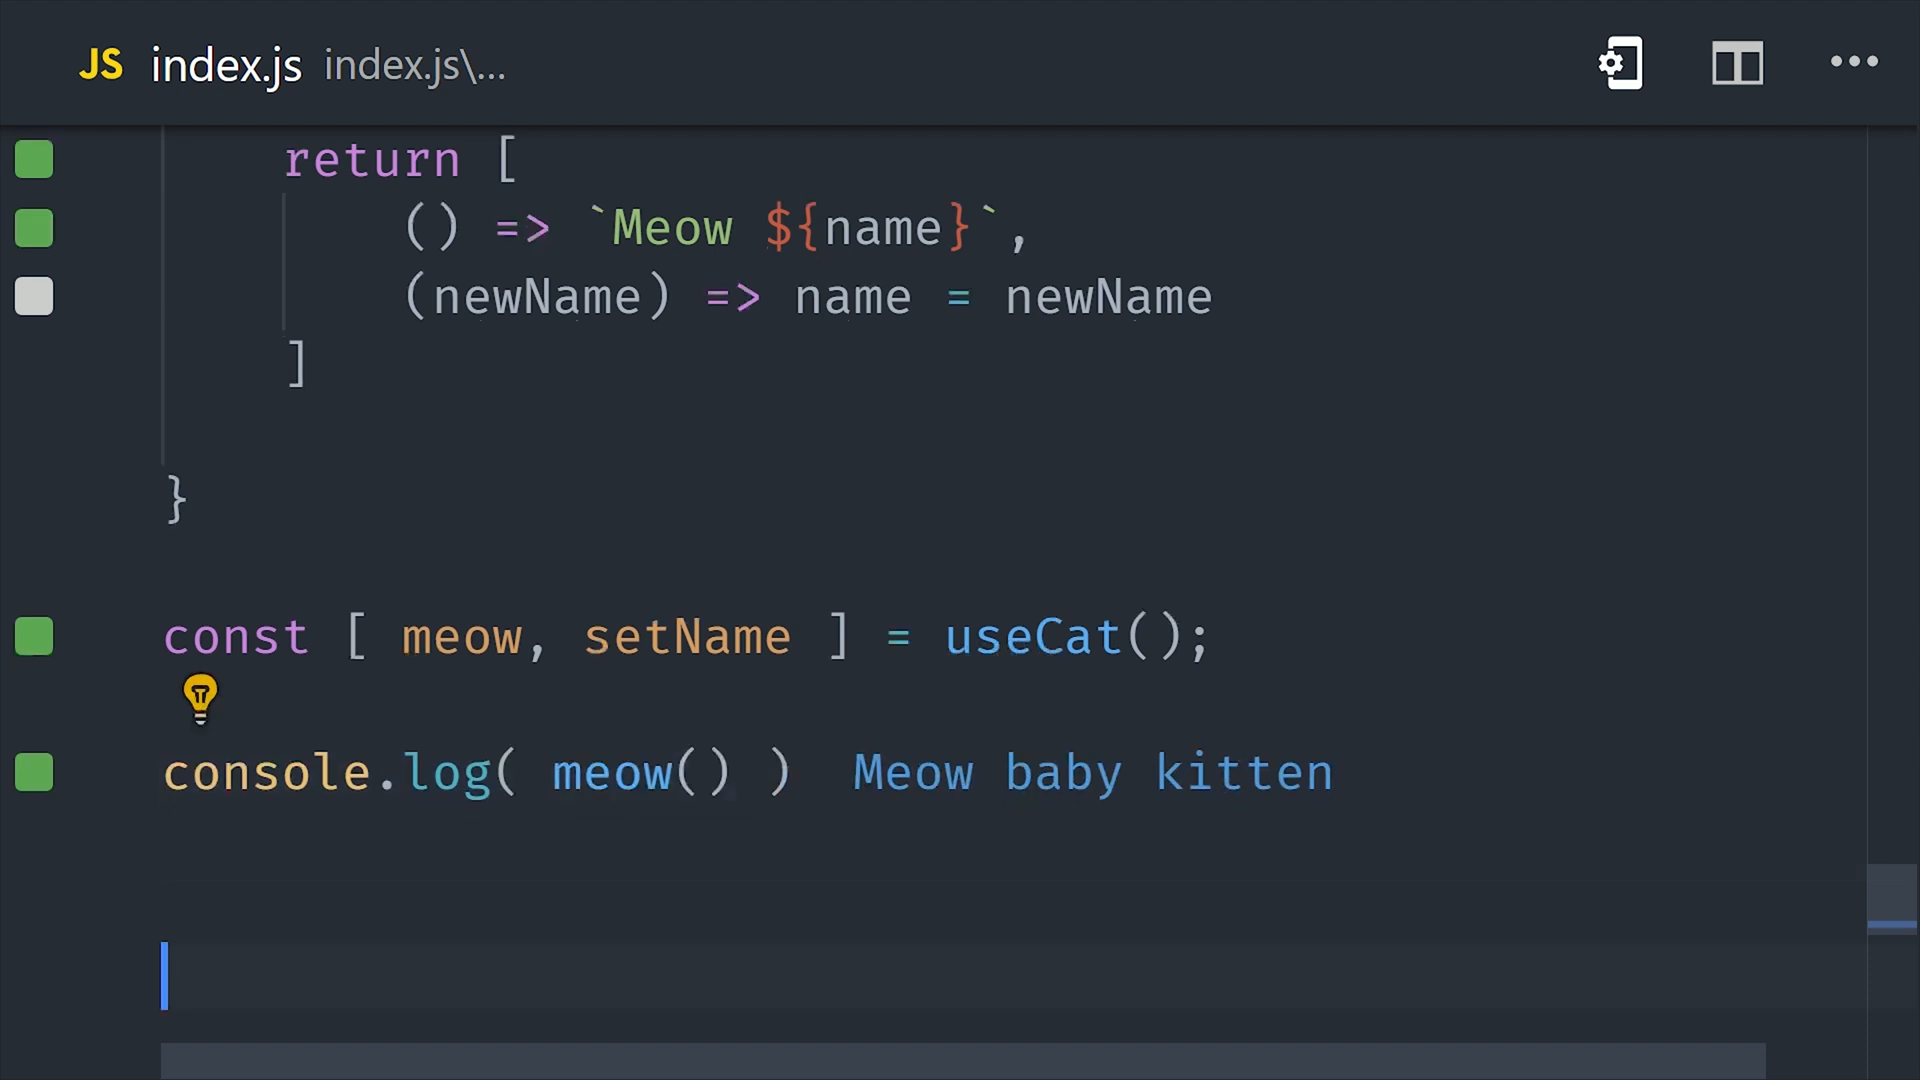 JS index.js index.js\...
return [
() => `Meow ${name}`,
(newName) => name = newName
]
}
const [ meow, setName ] = useCat();
console.log( meow() ) Meow baby kitten